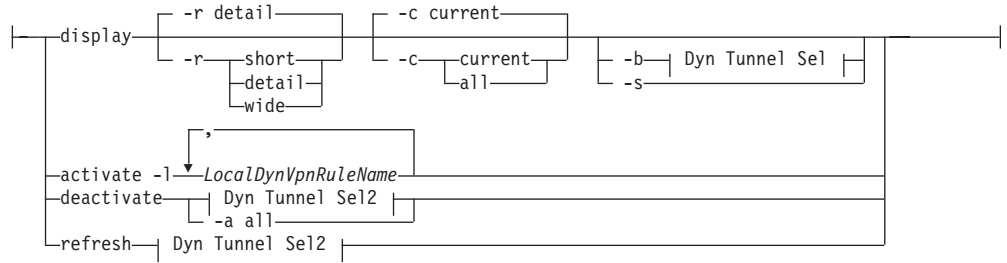 -r detail -c current
display
-r short -c current -b Dyn Tunnel Sel
detail all -s
wide
,
activate -l LocalDynVpnRuleName
deactivate Dyn Tunnel Sel2
-a all
refresh Dyn Tunnel Sel2